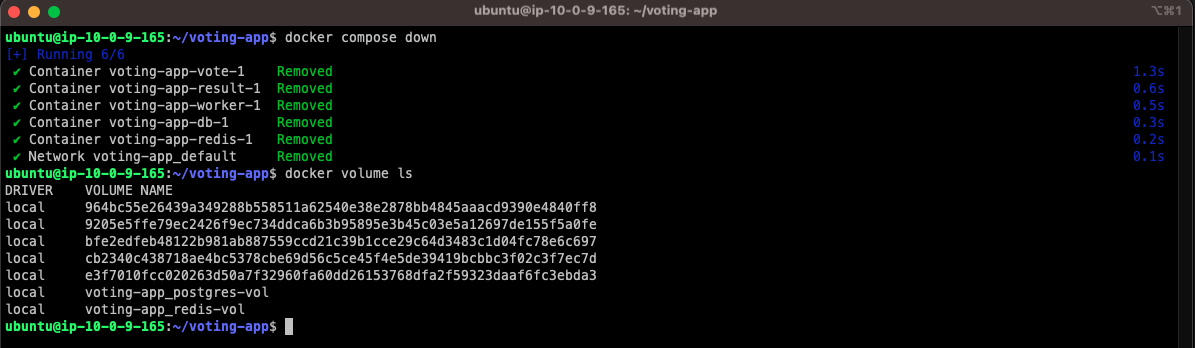 ubuntu@ip-10-0-9-165: ~/voting-app
⌥⌘1
ubuntu@ip-10-0-9-165:~/voting-app$ docker compose down
[+] Running 6/6
✔ Container voting-app-vote-1 Removed 1.3s
✔ Container voting-app-result-1 Removed 0.6s
✔ Container voting-app-worker-1 Removed 0.5s
✔ Container voting-app-db-1 Removed 0.3s
✔ Container voting-app-redis-1 Removed 0.2s
✔ Network voting-app_default Removed 0.1s
ubuntu@ip-10-0-9-165:~/voting-app$ docker volume ls
DRIVER VOLUME NAME
local 964bc55e26439a349288b558511a62540e38e2878bb4845aaacd9390e4840ff8
local 9205e5ffe79ec2426f9ec734ddca6b3b95895e3b45c03e5a12697de155f5a0fe
local bfe2edfeb48122b981ab887559ccd21c39b1cce29c64d3483c1d04fc78e6c697
local cb2340c438718ae4bc5378cbe69d56c5ce45f4e5de39419bcbbc3f02c3f7ec7d
local e3f7010fcc020263d50a7f32960fa60dd26153768dfa2f59323daaf6fc3ebda3
local voting-app_postgres-vol
local voting-app_redis-vol
ubuntu@ip-10-0-9-165:~/voting-app$